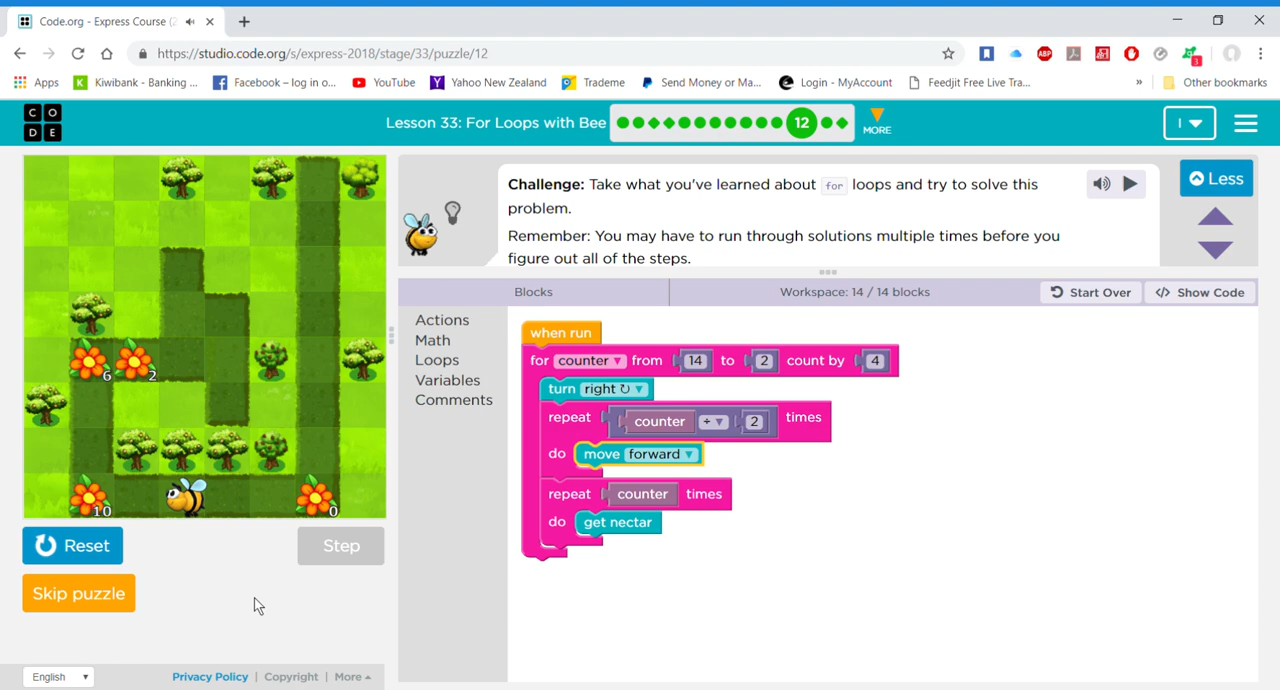 Code.org - Express Course (2
https://studio.code.org/s/express-2018/stage/33/puzzle/12
ABP
3
Apps
Kiwibank - Banking ...
Facebook – log in o...
YouTube
Yahoo New Zealand
Trademe
Send Money or Ma...
Login - MyAccount
Feedjit Free Live Tra...
»
Other bookmarks
C O
D E
Lesson 33: For Loops with Bee
12
MORE
I
Challenge: Take what you've learned about for loops and try to solve this
problem.
Remember: You may have to run through solutions multiple times before you
figure out all of the steps.
Less
Blocks
Workspace: 14 / 14 blocks
Start Over
</> Show Code
Actions
Math
Loops
Variables
Comments
when run
for counter from 14 to 2 count by 4
turn right ↻
repeat counter ÷ 2 times
do move forward
repeat counter times
do get nectar
6
2
10
0
Reset
Step
Skip puzzle
English
Privacy Policy | Copyright | More